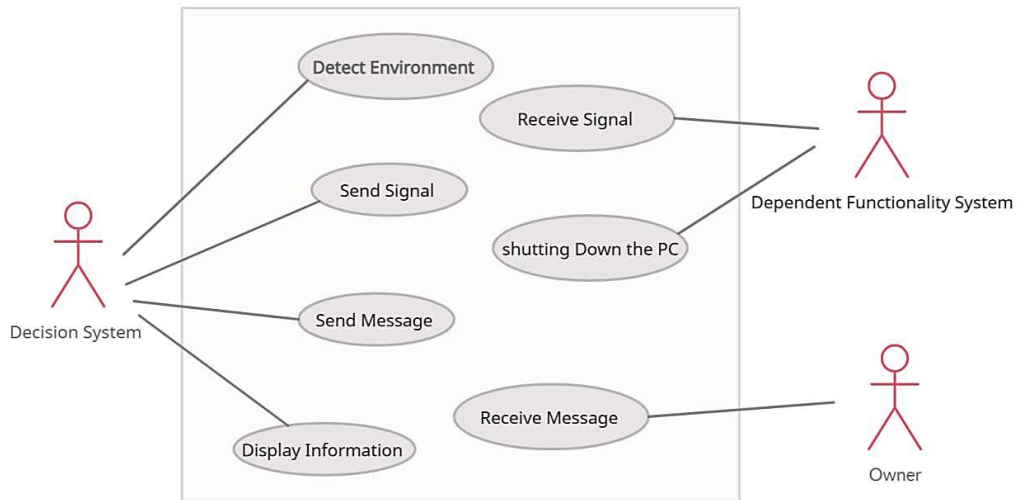 Detect Environment
Receive Signal
Send Signal
Dependent Functionality System
shutting Down the PC
Send Message
Decision System
Receive Message
Display Information
Owner